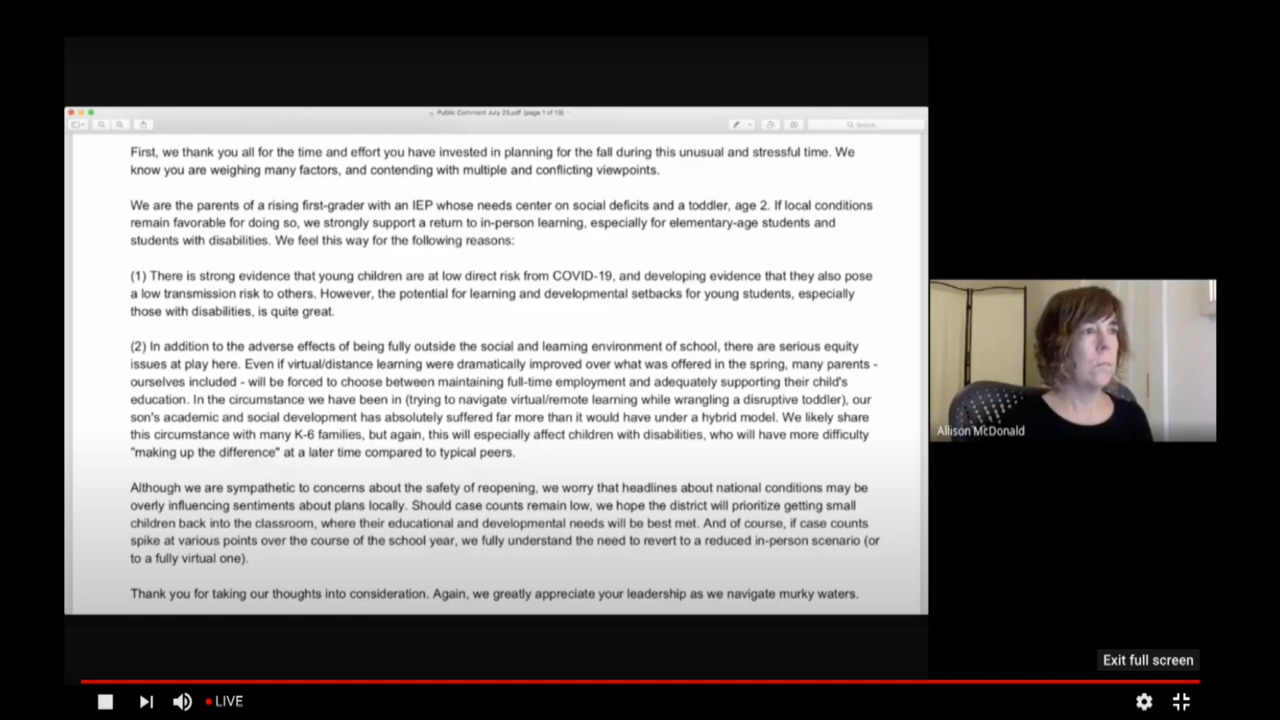 Public Comment July 23.pdf (page 1 of 19)
Search
First, we thank you all for the time and effort you have invested in planning for the fall during this unusual and stressful time. We
know you are weighing many factors, and contending with multiple and conflicting viewpoints.
We are the parents of a rising first-grader with an IEP whose needs center on social deficits and a toddler, age 2. If local conditions
remain favorable for doing so, we strongly support a return to in-person learning, especially for elementary-age students and
students with disabilities. We feel this way for the following reasons:
(1) There is strong evidence that young children are at low direct risk from COVID-19, and developing evidence that they also pose
a low transmission risk to others. However, the potential for learning and developmental setbacks for young students, especially
those with disabilities, is quite great.
(2) In addition to the adverse effects of being fully outside the social and learning environment of school, there are serious equity
issues at play here. Even if virtual/distance learning were dramatically improved over what was offered in the spring, many parents -
ourselves included - will be forced to choose between maintaining full-time employment and adequately supporting their child's
education. In the circumstance we have been in (trying to navigate virtual/remote learning while wrangling a disruptive toddler), our
son's academic and social development has absolutely suffered far more than it would have under a hybrid model. We likely share
this circumstance with many K-6 families, but again, this will especially affect children with disabilities, who will have more difficulty
"making up the difference" at a later time compared to typical peers.
Although we are sympathetic to concerns about the safety of reopening, we worry that headlines about national conditions may be
overly influencing sentiments about plans locally. Should case counts remain low, we hope the district will prioritize getting small
children back into the classroom, where their educational and developmental needs will be best met. And of course, if case counts
spike at various points over the course of the school year, we fully understand the need to revert to a reduced in-person scenario (or
to a fully virtual one).
Thank you for taking our thoughts into consideration. Again, we greatly appreciate your leadership as we navigate murky waters.
Allison McDonald
Exit full screen
LIVE